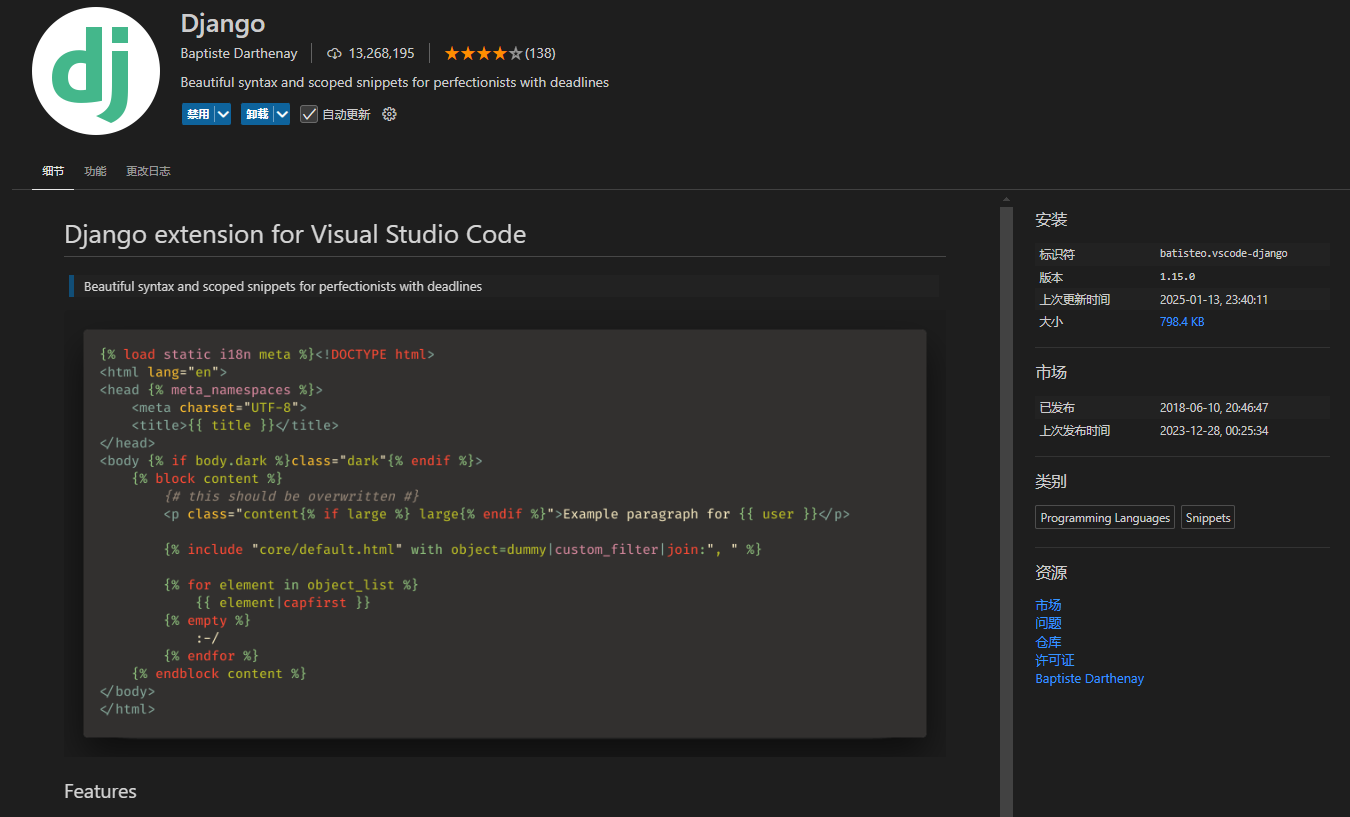 dj
Django
Baptiste Darthenay 13,268,195 (138)
Beautiful syntax and scoped snippets for perfectionists with deadlines
禁用 卸载 自动更新
细节 功能 更改日志
Django extension for Visual Studio Code
Beautiful syntax and scoped snippets for perfectionists with deadlines
{% load static i18n meta %}<!DOCTYPE html>
<html lang="en">
<head {% meta_namespaces %}>
<meta charset="UTF-8">
<title>{{ title }}</title>
</head>
<body {% if body.dark %}class="dark"{% endif %}>
{% block content %}
{# this should be overwritten #}
<p class="content{% if large %} large{% endif %}">Example paragraph for {{ user }}</p>
{% include "core/default.html" with object=dummy|custom_filter|join:", " %}
{% for element in object_list %}
{{ element|capfirst }}
{% empty %}
:-/
{% endfor %}
{% endblock content %}
</body>
</html>
Features
安装
标识符 batisteo.vscode-django
版本 1.15.0
上次更新时间 2025-01-13, 23:40:11
大小 798.4 KB
市场
已发布 2018-06-10, 20:46:47
上次发布时间 2023-12-28, 00:25:34
类别
Programming Languages Snippets
资源
市场
问题
仓库
许可证
Baptiste Darthenay